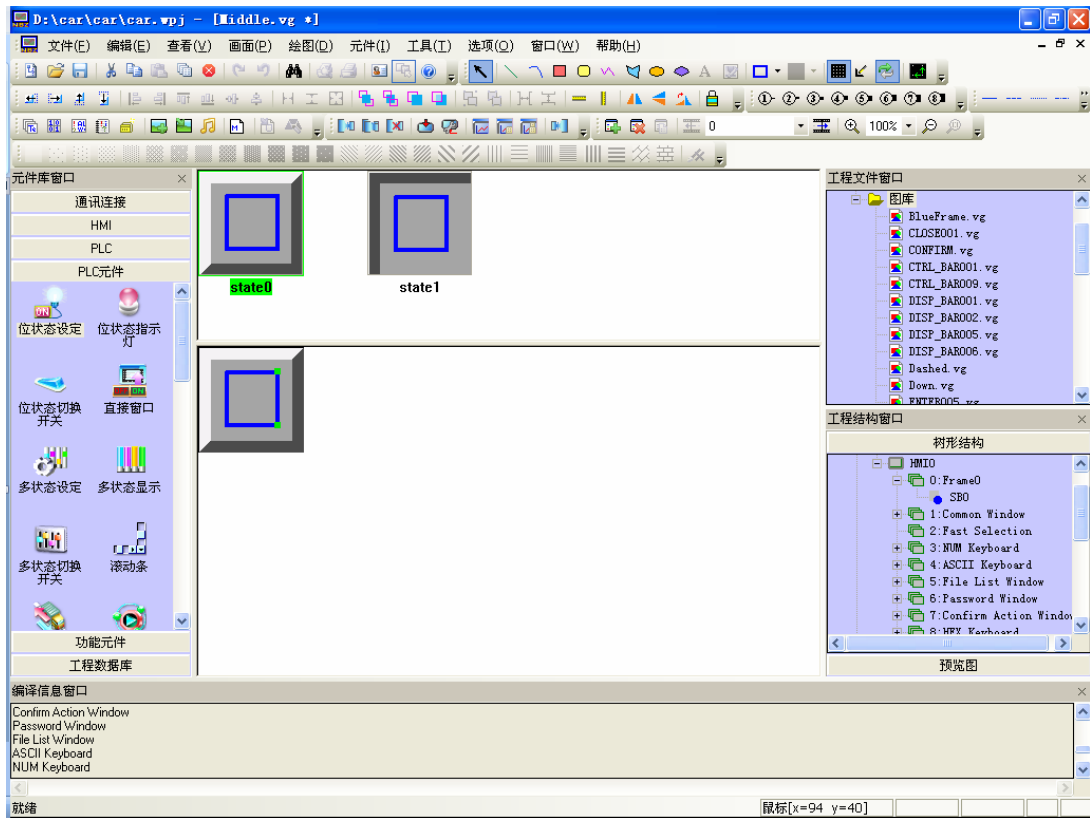 D:\car\car\car.wpj - [Middle.vg *]
文件(F) 编辑(E) 查看(V) 画面(P) 绘图(D) 元件(I) 工具(T) 选项(O) 窗口(W) 帮助(H)
0
100%
元件库窗口
通讯连接
HMI
PLC
PLC元件
位状态设定
位状态指示灯
位状态切换开关
直接窗口
多状态设定
多状态显示
多状态切换开关
滚动条
功能元件
工程数据库
state0
state1
工程文件窗口
图库
BlueFrame.vg
CLOSE001.vg
CONFIRM.vg
CTRL_BAR001.vg
CTRL_BAR009.vg
DISP_BAR001.vg
DISP_BAR002.vg
DISP_BAR005.vg
DISP_BAR006.vg
Dashed.vg
Down.vg
ENTER005.vg
工程结构窗口
树形结构
HMI0
0:Frame0
SB0
1:Common Window
2:Fast Selection
3:NUM Keyboard
4:ASCII Keyboard
5:File List Window
6:Password Window
7:Confirm Action Window
8:HEX Keyboard
预览图
编译信息窗口
Confirm Action Window
Password Window
File List Window
ASCII Keyboard
NUM Keyboard
就绪
鼠标[x=94 y=40]